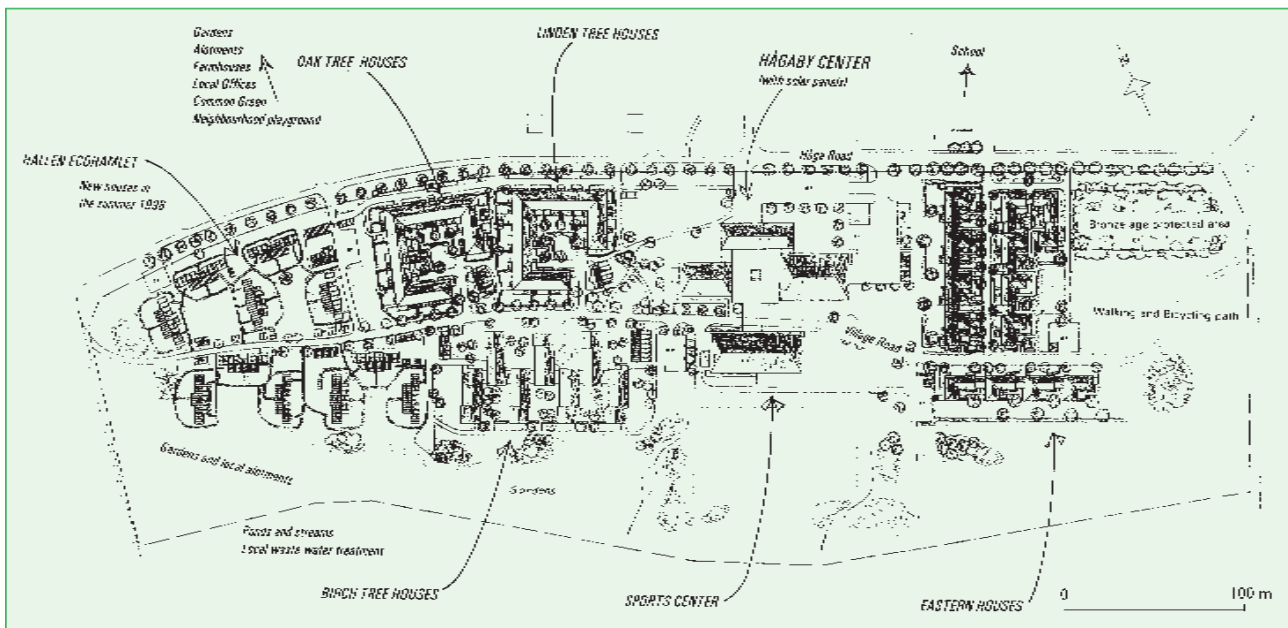 Gardens
Alotments
Farmhouses
Local Offices
Common Green
Neighbourhood playground
OAK TREE HOUSES
LINDEN TREE HOUSES
HÅGABY CENTER
(with solar panels)
School
N
HALLEN ECOHAMLET
New houses in
the summer 1998
Håga Road
Bronze age protected area
Walking and Bicycling path
Village Road
Gardens and local alotments
Gardens
Ponds and streams
Local waste water treatment
BIRCH TREE HOUSES
SPORTS CENTER
EASTERN HOUSES
0 100 m